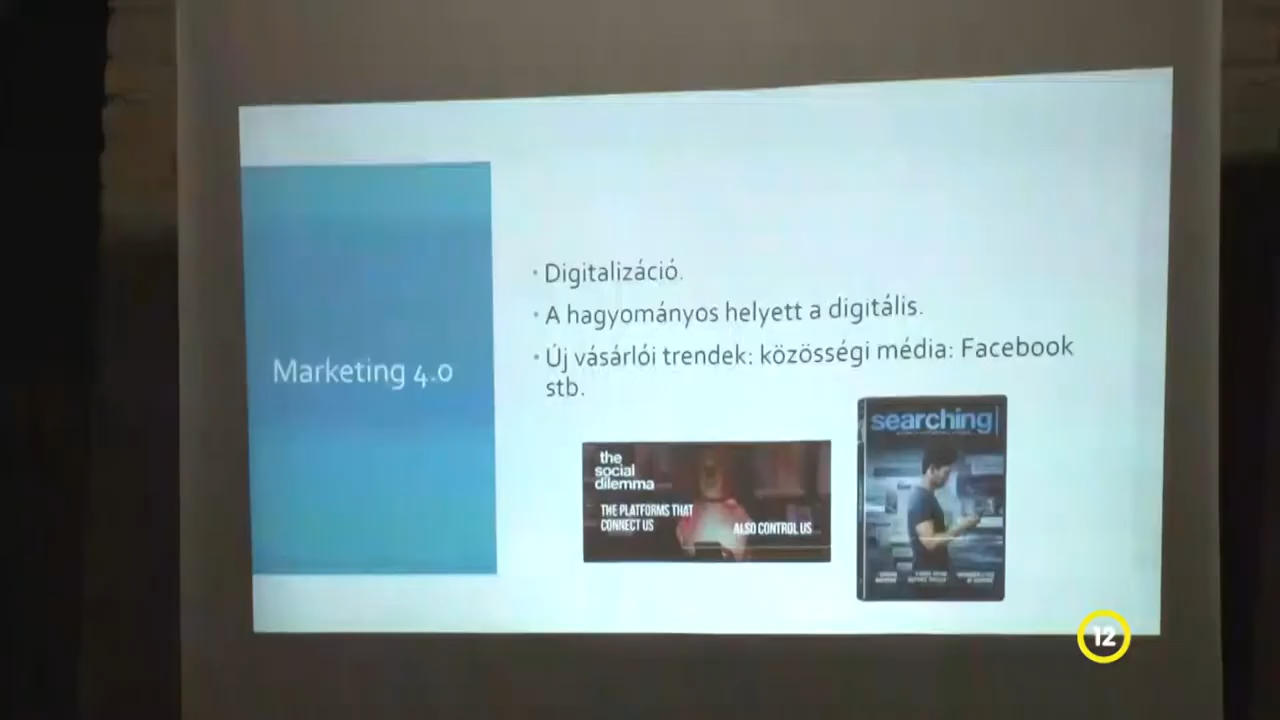 Marketing 4.0
• Digitalizáció.
• A hagyományos helyett a digitális.
• Új vásárlói trendek: közösségi média: Facebook
stb.
the
social
dilemma
THE PLATFORMS THAT
CONNECT US
ALSO CONTROL US
searching
12